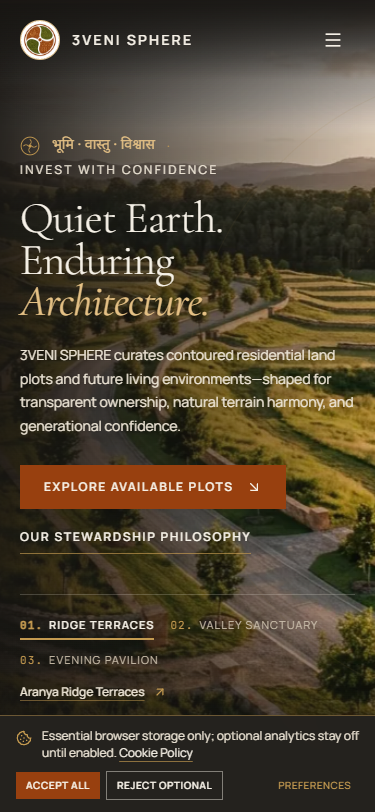 3VENI SPHERE
भूमि · वास्तु · विश्वास ·
INVEST WITH CONFIDENCE
Quiet Earth.
Enduring
Architecture.
3VENI SPHERE curates contoured residential land
plots and future living environments—shaped for
transparent ownership, natural terrain harmony, and
generational confidence.
EXPLORE AVAILABLE PLOTS
OUR STEWARDSHIP PHILOSOPHY
01. RIDGE TERRACES 02. VALLEY SANCTUARY
03. EVENING PAVILION
Aranya Ridge Terraces
Essential browser storage only; optional analytics stay off
until enabled. Cookie Policy
ACCEPT ALL REJECT OPTIONAL PREFERENCES